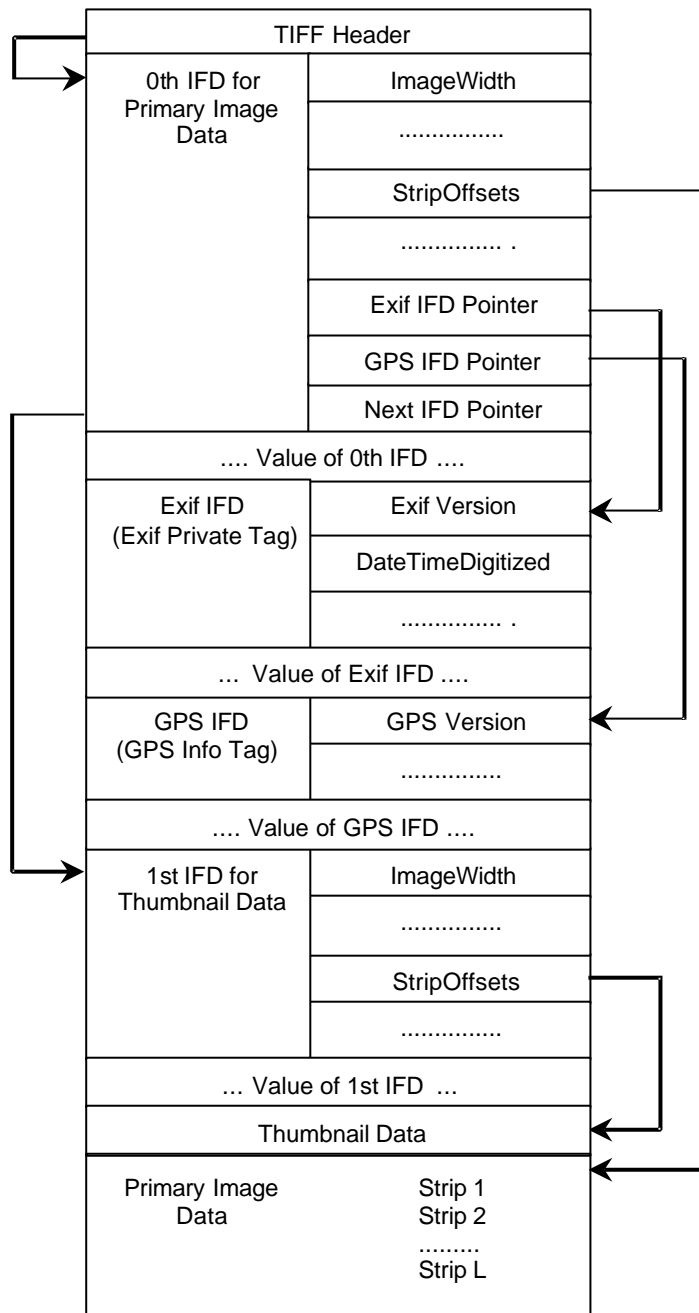 TIFF Header
0th IFD for
Primary Image
Data
ImageWidth
................
StripOffsets
............... .
Exif IFD Pointer
GPS IFD Pointer
Next IFD Pointer
.... Value of 0th IFD ....
Exif IFD
(Exif Private Tag)
Exif Version
DateTimeDigitized
............... .
... Value of Exif IFD ....
GPS IFD
(GPS Info Tag)
GPS Version
...............
.... Value of GPS IFD ....
1st IFD for
Thumbnail Data
ImageWidth
...............
StripOffsets
...............
... Value of 1st IFD ...
Thumbnail Data
Primary Image
Data
Strip 1
Strip 2
.........
Strip L